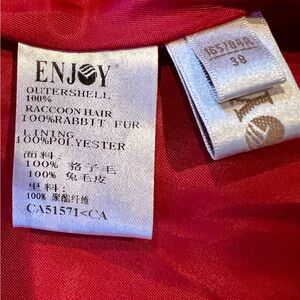 ENJOY
OUTERSHELL
100%
RACCOON HAIR
100%RABBIT FUR
LINING
100%POLYESTER
面料:
100% 骆子毛
100% 兔毛皮
里料:
100% 聚酯纤维
CA51571<CA
165/84A
38